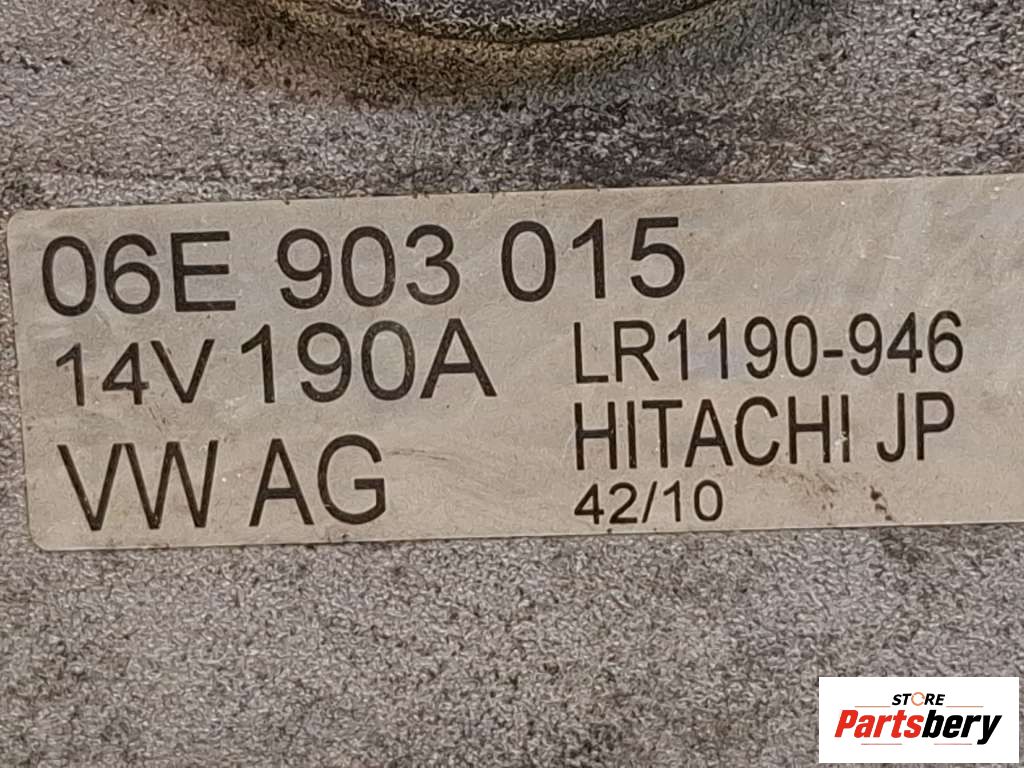 06E 903 015
14V 190A LR1190-946
VW AG HITACHI JP
42/10
STORE
Partsbery